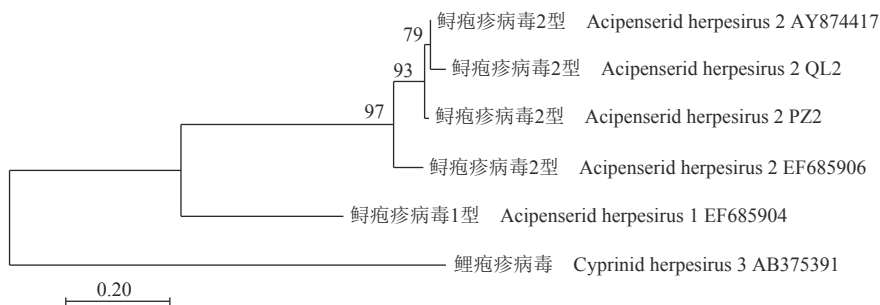 鲟疱疹病毒2型 Acipenserid herpesirus 2 AY874417
79
鲟疱疹病毒2型 Acipenserid herpesirus 2 QL2
93
鲟疱疹病毒2型 Acipenserid herpesirus 2 PZ2
97
鲟疱疹病毒2型 Acipenserid herpesirus 2 EF685906
鲟疱疹病毒1型 Acipenserid herpesirus 1 EF685904
鲤疱疹病毒 Cyprinid herpesirus 3 AB375391
0.20